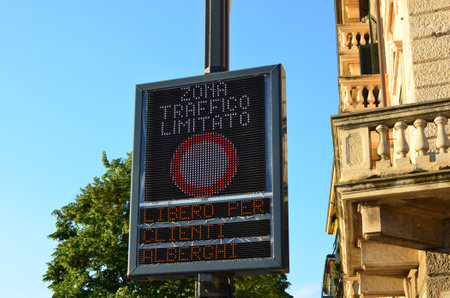 ZONA
TRAFFICO
LIMITATO
LIBERO PER
CLIENTI
ALBERGHI